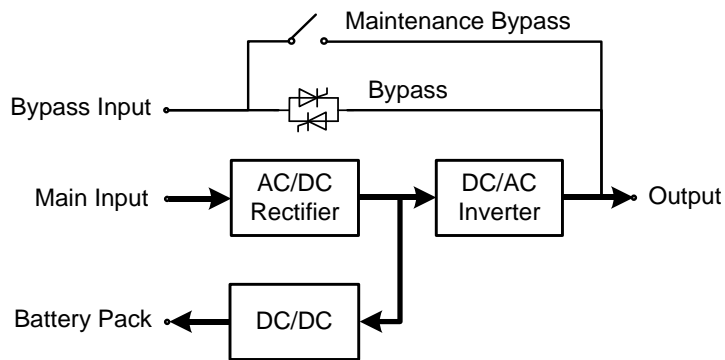 Maintenance Bypass
Bypass Input
Bypass
Main Input
AC/DC
Rectifier
DC/AC
Inverter
Output
Battery Pack
DC/DC